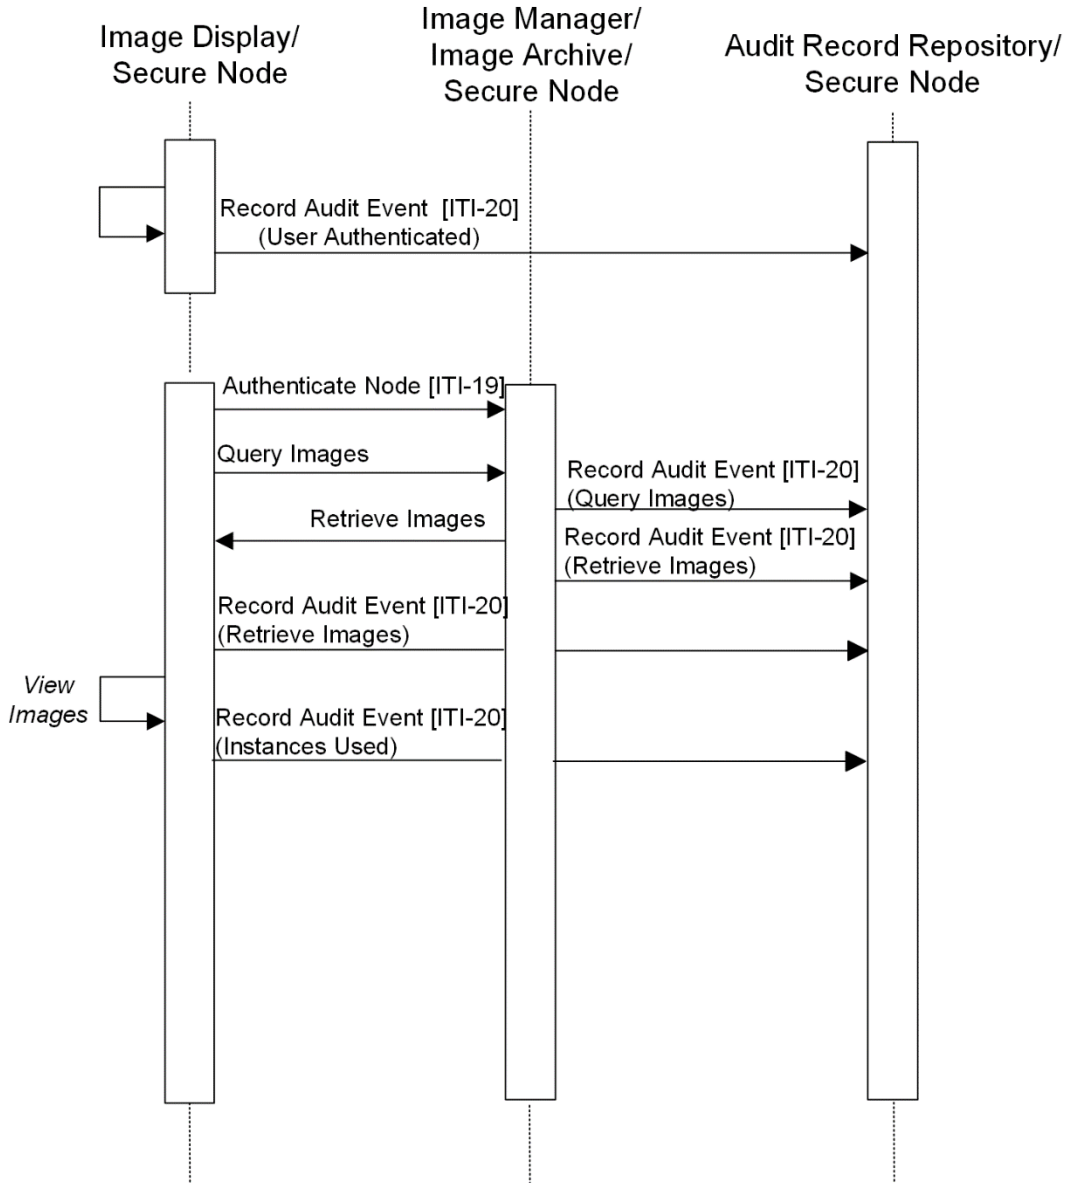 Image Display/
Secure Node
Image Manager/
Image Archive/
Secure Node
Audit Record Repository/
Secure Node
Record Audit Event [ITI-20]
(User Authenticated)
Authenticate Node [ITI-19]
Query Images
Record Audit Event [ITI-20]
(Query Images)
Retrieve Images
Record Audit Event [ITI-20]
(Retrieve Images)
Record Audit Event [ITI-20]
(Retrieve Images)
View
Images
Record Audit Event [ITI-20]
(Instances Used)